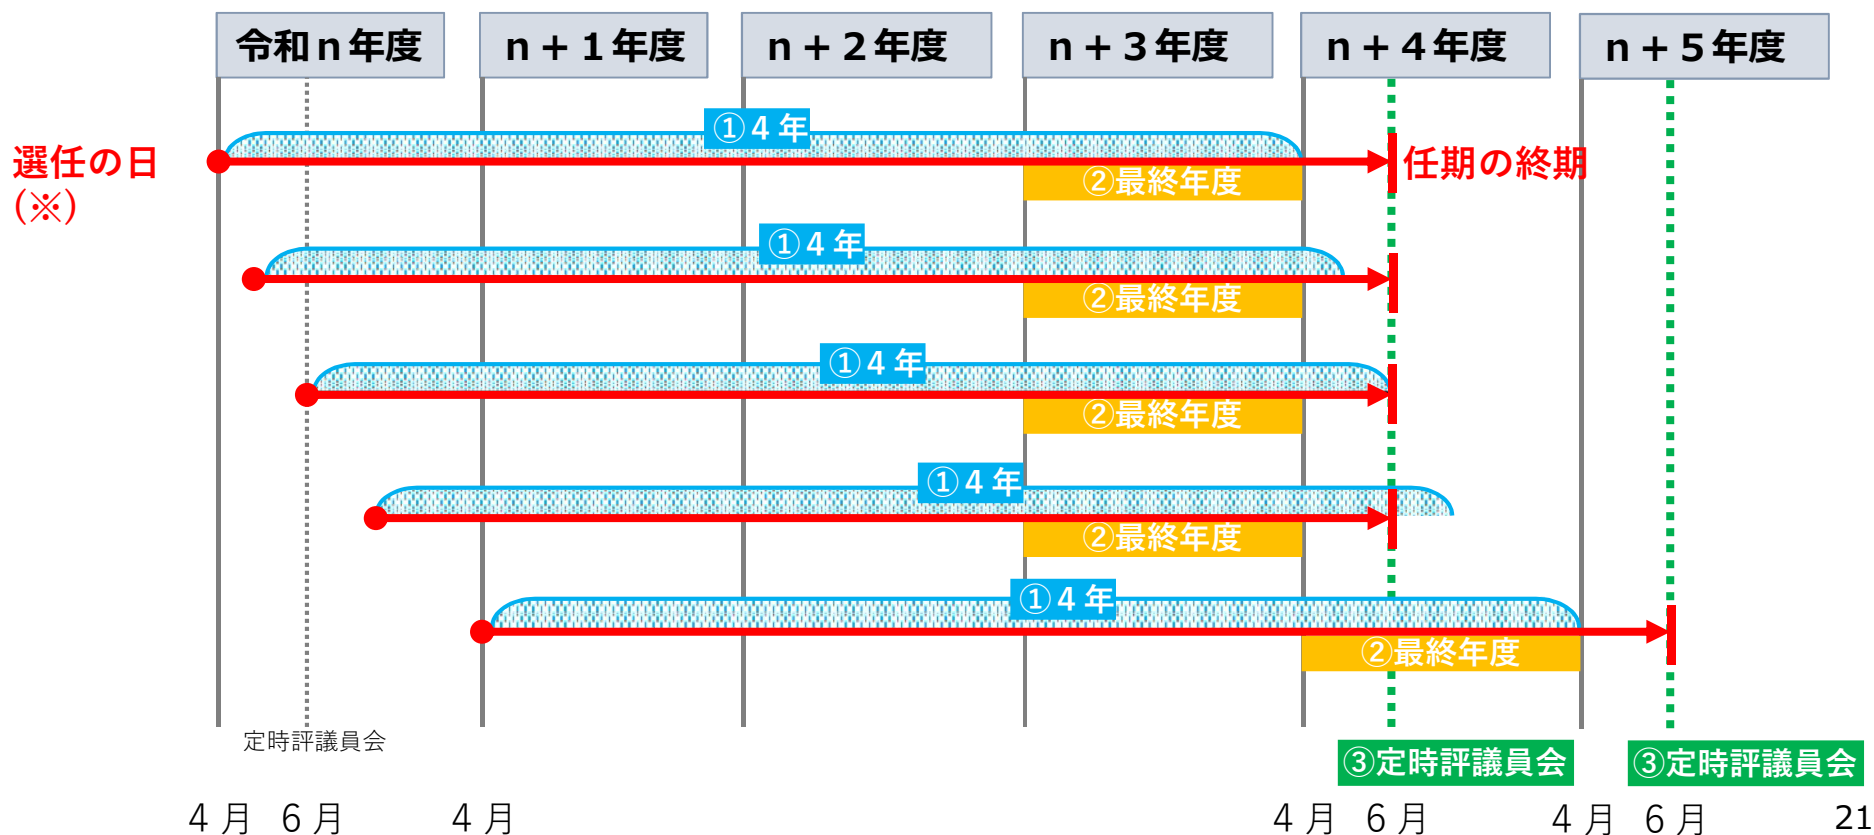 令和ｎ年度
ｎ＋１年度
ｎ＋２年度
ｎ＋３年度
ｎ＋４年度
ｎ＋５年度
①４年
選任の日
(※)
任期の終期
②最終年度
①４年
②最終年度
①４年
②最終年度
①４年
②最終年度
①４年
②最終年度
定時評議員会
③定時評議員会
③定時評議員会
４月
６月
４月
４月
６月
４月
６月
21